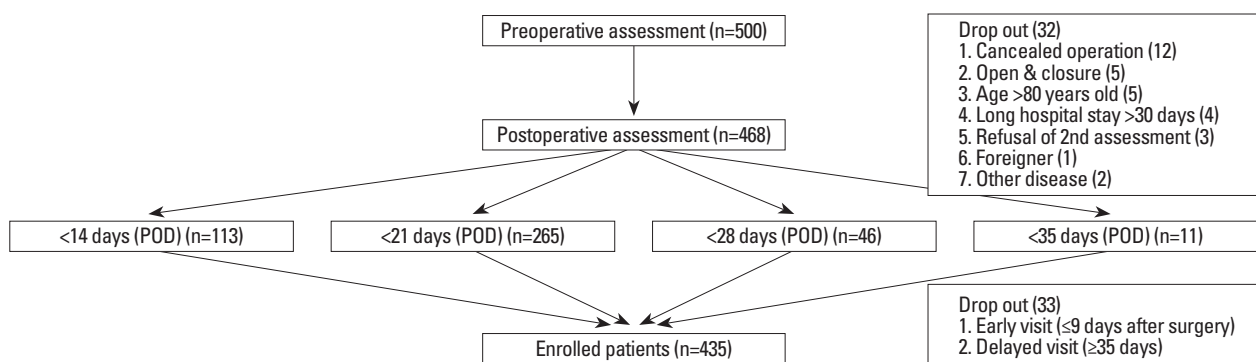 Preoperative assessment (n=500)
Drop out (32)
1. Cancealed operation (12)
2. Open & closure (5)
3. Age >80 years old (5)
4. Long hospital stay >30 days (4)
5. Refusal of 2nd assessment (3)
6. Foreigner (1)
7. Other disease (2)
Postoperative assessment (n=468)
<14 days (POD) (n=113)
<21 days (POD) (n=265)
<28 days (POD) (n=46)
<35 days (POD) (n=11)
Drop out (33)
1. Early visit (≤9 days after surgery)
2. Delayed visit (≥35 days)
Enrolled patients (n=435)